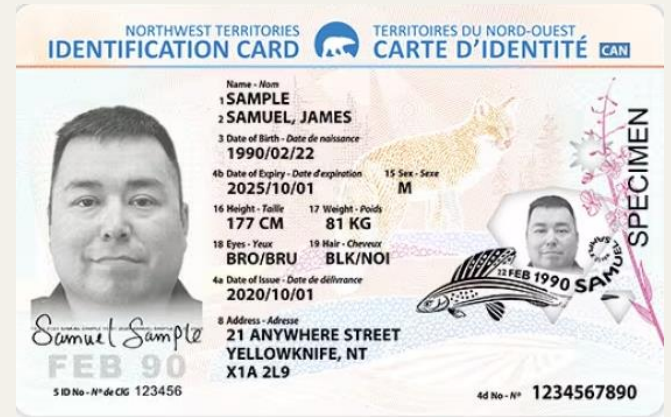 NORTHWEST TERRITORIES
IDENTIFICATION CARD
TERRITOIRES DU NORD-OUEST
CARTE D'IDENTITÉ CAN
Name - Nom
1 SAMPLE
2 SAMUEL, JAMES
3 Date of Birth - Date de naissance
1990/02/22
4b Date of Expiry - Date d'expiration 15 Sex - Sexe
2025/10/01 M
16 Height - Taille 17 Weight - Poids
177 CM 81 KG
18 Eyes - Yeux 19 Hair - Cheveux
BRO/BRU BLK/NOI
4a Date of Issue - Date de délivrance
2020/10/01
8 Address - Adresse
21 ANYWHERE STREET
YELLOWKNIFE, NT
X1A 2L9
Samuel Sample
FEB 90
5 ID No - Nº de CIG 123456
SPECIMEN
22 FEB 1990 SAMUEL
4d No - Nº 1234567890